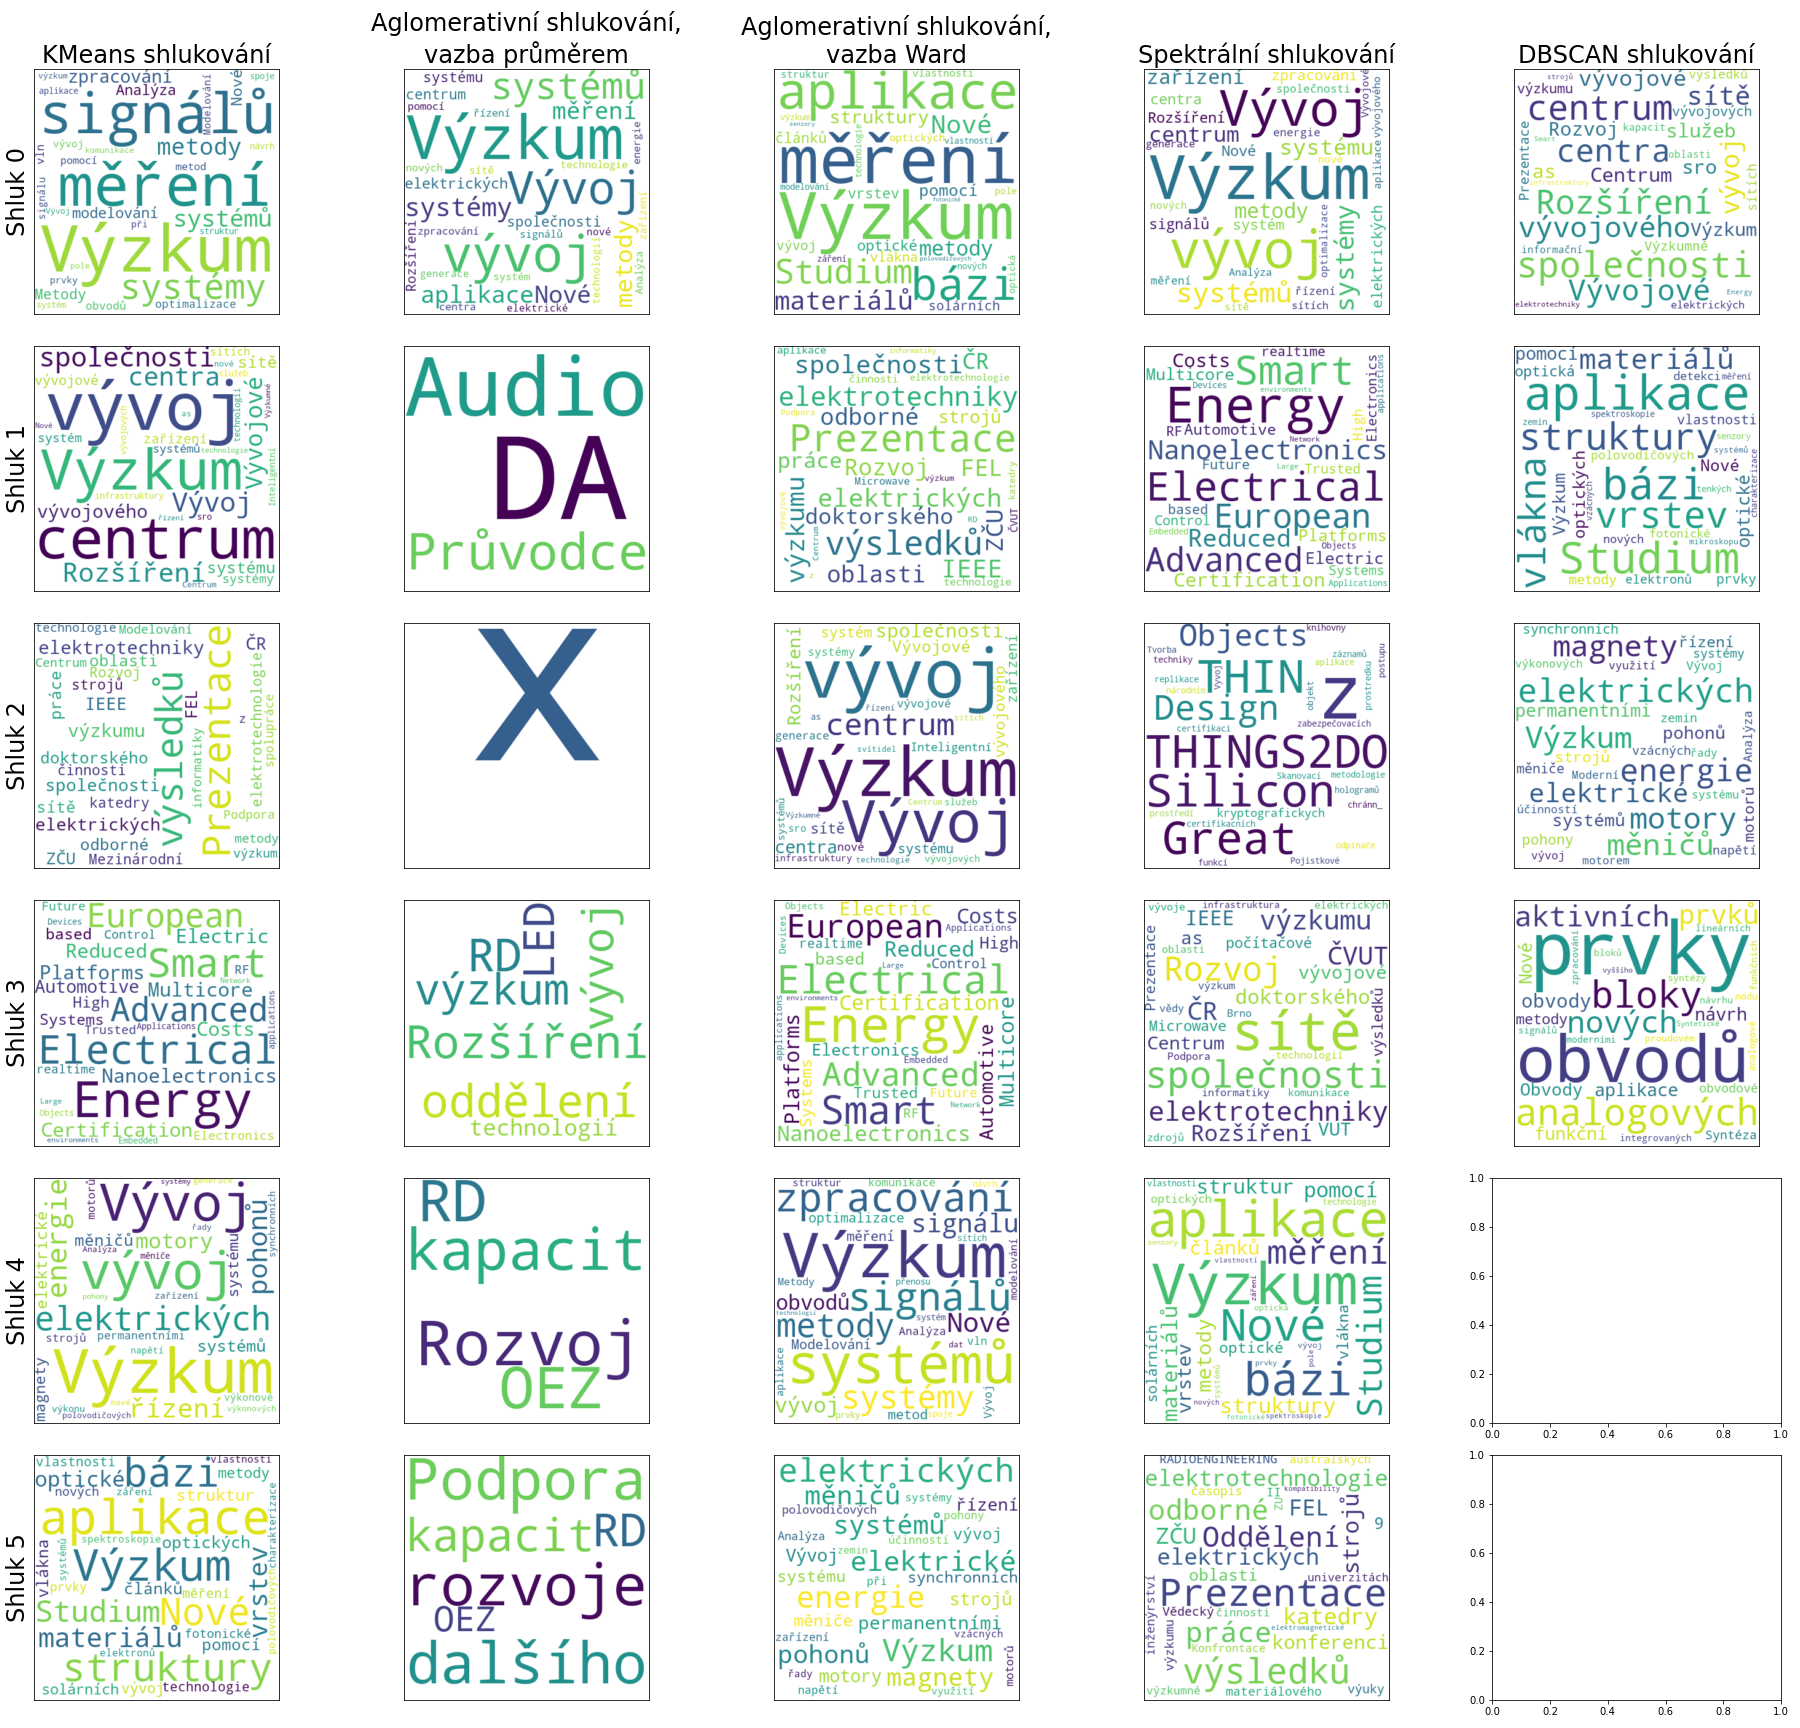 KMeans shlukování
Aglomerativní shlukování,
vazba průměrem
Aglomerativní shlukování,
vazba Ward
Spektrální shlukování
DBSCAN shlukování
Shluk 0
výzkum zpracování Nové spoje
aplikace Analýza
signálů
Modelování
vývoj metody návrh
komunikace
vln pomocí metod
měření
signálu Vývoj modelování systémů
při struktur
Výzkum
pole
prvky systémy
Metody obvodů optimalizace
systém
systému systémů
centrum měření
pomocí řízení
Výzkum energie
nových sítě technologie
elektrických Vývoj
systémy společnosti zařízení
zpracování signálů nové
Rozšíření vývoj metody
generace systém technologií Analýza
aplikace Nové
centra elektrické
struktur vlastnosti
aplikace
výzkum struktury Nové
senzory
článků optických vlastností
technologie
měření
modelování vrstev pomocí pole
fotonické
Výzkum
vývoj optické metody
záření vlákna polovodičových
Studium nových optická
bázi
materiálů solárních
zařízení zpracování Vývojové
centra společnosti
Rozšíření Vývoj
centrum energie vývojového
generace Nové systému aplikace
nové
Výzkum
nových metody
signálů systém optimalizace
vývoj systémy elektrických
Analýza
měření
systémů řízení
sítě sítích
strojů vývojové výsledků
výzkumu sítě
centrum vývojových
Rozvoj kapacit služeb
Smart
Prezentace centra oblasti
as Centrum sro Vývoj
infrastruktury sítích
Rozšíření
vývojového Výzkum
informační Výzkumné
společnosti
Vývojové Energy
elektrotechniky elektrických
Shluk 1
společnosti sítích
nové sítě
vývojové centra služeb
vývoj technologií Výzkumné
Nové as Vývojové
systém vývojových zařízení
systémů technologie
Výzkum
infrastruktury Inteligentní
vývojového Vývoj
řízení sro
centrum
Rozšíření systému
systémy
Centrum
Audio
DA
Průvodce
aplikace informatiky
společnosti ČR
činnosti elektrotechnologie
elektrotechniky
Podpora odborné strojů
Prezentace
práce Rozvoj FEL
Microwave výzkum katedry
elektrických
vývojové výzkumu doktorského RD ČVUT
Centrum výsledků ZČU
z oblasti IEEE
technologie
realtime
Costs Smart Electronics
Multicore
Devices environments applications
Energy High
RF Automotive
Network
Nanoelectronics
Future Large Trusted
Electrical
based European
Control
Embedded Reduced Platforms
Objects
Advanced Electric
Systems
Certification Applications
pomocí materiálů
optická detekci měření
aplikace
spektroskopie
zemin vlastnosti
struktury senzory
polovodičových systémů
vlákna Výzkum optických Nové
vzácných bázi tenkých charakterizace
vrstev optické
nových fotonické
mikroskopu
Studium
metody elektronů prvky
Shluk 2
technologie Modelování
elektrotechniky ČR
Centrum oblasti
Rozvoj
práce strojů
IEEE výsledků FEL Prezentace elektrotechnologie
výzkumu z spolupráce
doktorského
činnosti informatiky
společnosti
sítě katedry Podpora
elektrických
odborné metody
ZČU Mezinárodní výzkum
X
systém společnosti
systémy Vývojové
Rozšíření zařízení
vývoj
řízení vývojové vývojového
as centrum sítích
generace
svítidel Inteligentní
Výzkum
Centrum služeb
systémů Výzkumné
sro sítě Vývoj
centra nové systému
infrastruktury technologie vývojových
Objects knihovny
Tvorba záznamů
techniky THIN aplikace postupu
replikace Vývoj objekt z prostředku
národním
Design
certifikaci zabezpečovacích
THINGS2DO
Skanovací metodologie
Silicon hologramů
chránn_
prostředí kryptografickych
certifikacních
Great odpínače
funkcí Pojistkové
synchronních
magnety řízení
systémy
výkonových využití Vývoj
elektrických
permanentními
zemin
Výzkum pohonů Analýza
vzácných řady
strojů
měniče Moderní energie
elektrické systému
účinností motorů
systémů motory
pohony měničů napětí
vývoj motorem
Shluk 3
Future European
Devices
based Control Electric
Reduced Smart
Platforms RF
Network
Automotive Multicore
High Advanced
Systems
Trusted Applications Costs applications
Electrical
realtime Nanoelectronics
Large
Objects Energy
Certification Electronics
environments Embedded
RD LED vývoj
výzkum
Rozšíření
oddělení
technologií
Objects Electric
European Costs
Applications
Devices realtime Reduced High
based Large Control
Electrical
environments Certification
applications Energy Multicore
Platforms Electronics Automotive
Embedded
Advanced
Systems Trusted Future
Smart RF Network
Nanoelectronics
vývoje infrastruktura elektrických
IEEE výzkumu
as počítačové
Prezentace oblasti ČVUT
Rozvoj vývojové
výzkum
vědy ČR doktorského
Brno výsledků
Microwave sítě
Centrum
Podpora technologií
společnosti
informatiky komunikace
elektrotechniky
zdrojů Rozšíření VUT
aktivních prvků
lineárních
Nové prvky
zpracování bloků
vyššího syntézy funkčních
obvody bloky módu
metody návrhu návrh
signálů nových Syntetické
moderními proudovém analogové
obvodů
Obvody aplikace obvodové
analogových
funkční integrovaných Syntéza
Shluk 4
systémy generace
motorů Vývoj
energie řady synchronních
elektrické měničů motory pohonů
Analýza měniče systému
vývoj
pohony zařízení
elektrických
strojů permanentními
napětí systémů
Výzkum
magnety výkonu nové výkonové
řízení výkonových
polovodičových
RD
kapacit
Rozvoj
OEZ
struktur komunikace návrh
zpracování
optimalizace signálu
měření sítích
Výzkum modelování
Metody přenosu
obvodů signálů
technologií systém
metody Analýza Nové
Modelování dat vln
aplikace systémů
systémy Vývoj
vývoj prvky metod spoje
vlastnosti struktur pomocí
optických technologie
aplikace
senzory článků měření
vlastností
Výzkum
záření
optická
materiálů Nové vlákna Studium
solárních metody optické vývoj
pole
vrstev systémů prvky
bázi
nových struktury
fotonické spektroskopie
1.0
0.8
0.6
0.4
0.2
0.0
0.0 0.2 0.4 0.6 0.8 1.0
Shluk 5
vlastnosti bázi vlastností
optické metody
nových záření struktur
aplikace charakterizace
spektroskopie optických
vlákna systémů Výzkum
prvky článků měření vrstev
Studium Nové polovodičových
materiálů fotonické
pomocí
elektronů
struktury
solárních vývoj technologie
Podpora
kapacit RD
rozvoje
OEZ
dalšího
elektrických
měničů systémy
polovodičových řízení
systémů pohony
Analýza účinností vývoj
Vývoj zemin elektrické
systému při synchronních
energie strojů
měniče permanentními
zařízení vzácných
pohonů Výzkum motorů
řady motory magnety
napětí využití
RADIOENGINEERING australských
elektrotechnologie
časopis II kompatibility
odborné ZU FEL
ZČU Oddělení strojů 9
elektrických
oblasti univerzitách
Prezentace
inženýrství Vědecký činnosti katedry
výzkumu práce elektromagnetické
Konfrontace konferenci
výsledků
výzkumné materiálového výuky
1.0
0.8
0.6
0.4
0.2
0.0
0.0 0.2 0.4 0.6 0.8 1.0